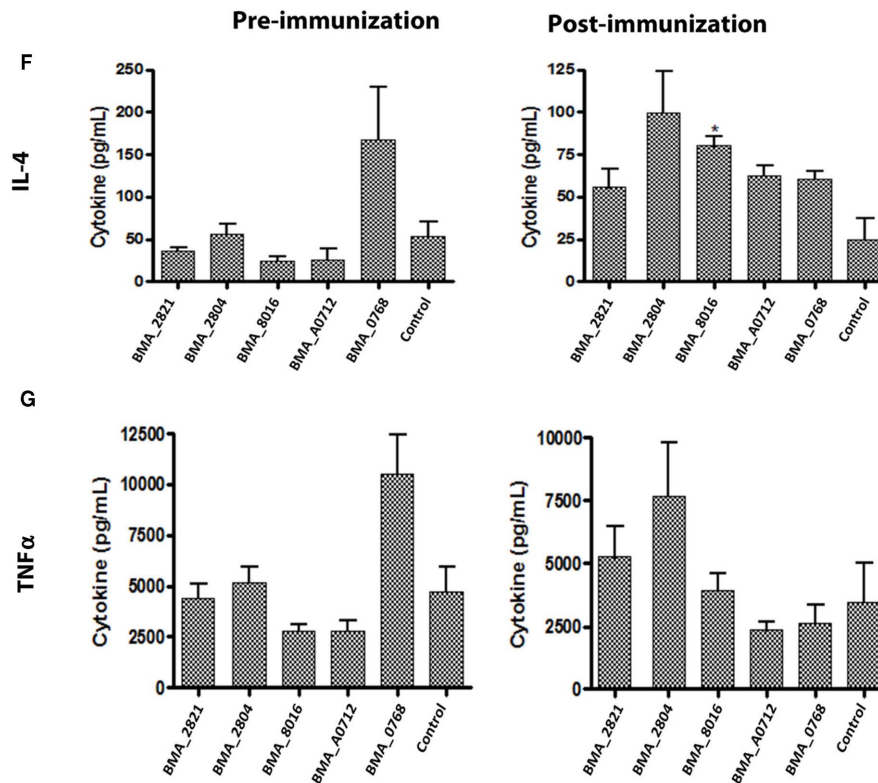 Pre-immunization Post-immunization
F
IL-4
Cytokine (pg/mL)
250
200
150
100
50
0
BMA_2821 BMA_2804 BMA_8016 BMA_A0712 BMA_0768 Control
Cytokine (pg/mL)
125
100
75
50
25
0
*
BMA_2821 BMA_2804 BMA_8016 BMA_A0712 BMA_0768 Control
G
TNFα
Cytokine (pg/mL)
12500
10000
7500
5000
2500
0
BMA_2821 BMA_2804 BMA_8016 BMA_A0712 BMA_0768 Control
Cytokine (pg/mL)
10000
7500
5000
2500
0
BMA_2821 BMA_2804 BMA_8016 BMA_A0712 BMA_0768 Control